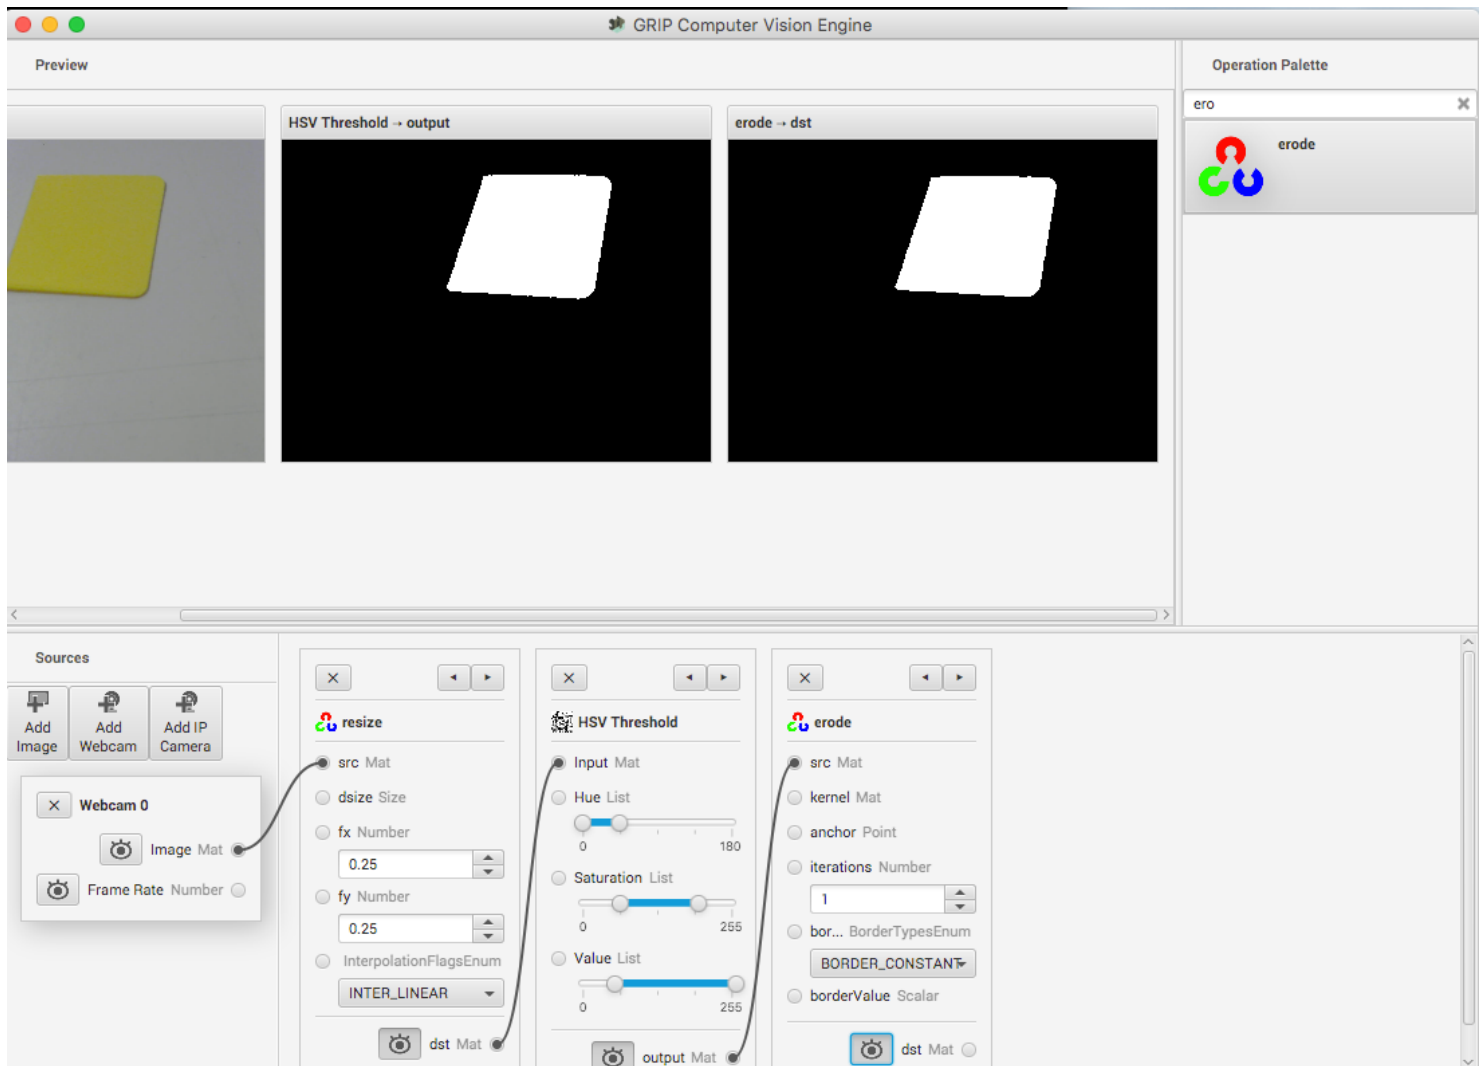 GRIP Computer Vision Engine
Preview
Operation Palette
ero
erode
HSV Threshold → output
erode → dst
Sources
Add Image
Add Webcam
Add IP Camera
Webcam 0
Image Mat
Frame Rate Number
resize
src Mat
dsize Size
fx Number
0.25
fy Number
0.25
InterpolationFlagsEnum
INTER_LINEAR
dst Mat
HSV Threshold
Input Mat
Hue List
0 180
Saturation List
0 255
Value List
0 255
output Mat
erode
src Mat
kernel Mat
anchor Point
iterations Number
1
bor... BorderTypesEnum
BORDER_CONSTANT
borderValue Scalar
dst Mat